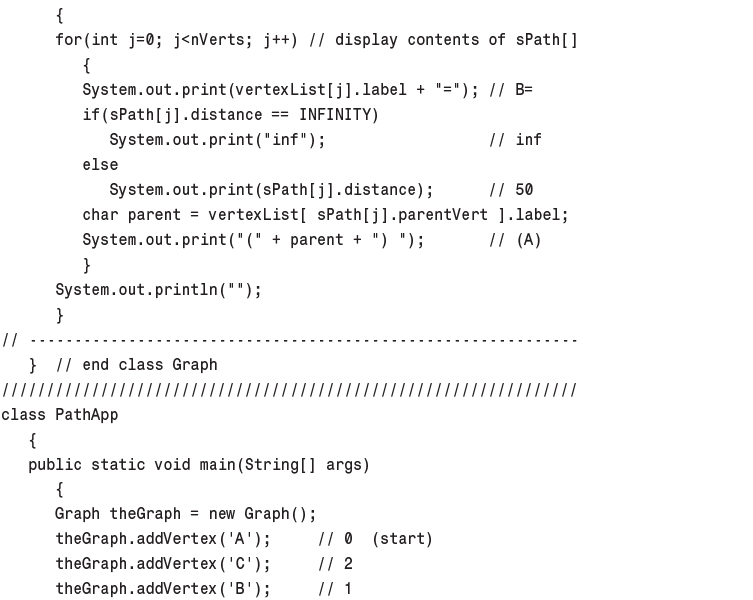 {
for(int j=0; j<nVerts; j++) // display contents of sPath[]
{
System.out.print(vertexList[j].label + "="); // B=
if(sPath[j].distance == INFINITY)
System.out.print("inf"); // inf
else
System.out.print(sPath[j].distance); // 50
char parent = vertexList[ sPath[j].parentVert ].label;
System.out.print("(" + parent + ") "); // (A)
}
System.out.println("");
}
// -------------------------------------------------------------
} // end class Graph
////////////////////////////////////////////////////////////////
class PathApp
{
public static void main(String[] args)
{
Graph theGraph = new Graph();
theGraph.addVertex('A'); // 0 (start)
theGraph.addVertex('C'); // 2
theGraph.addVertex('B'); // 1